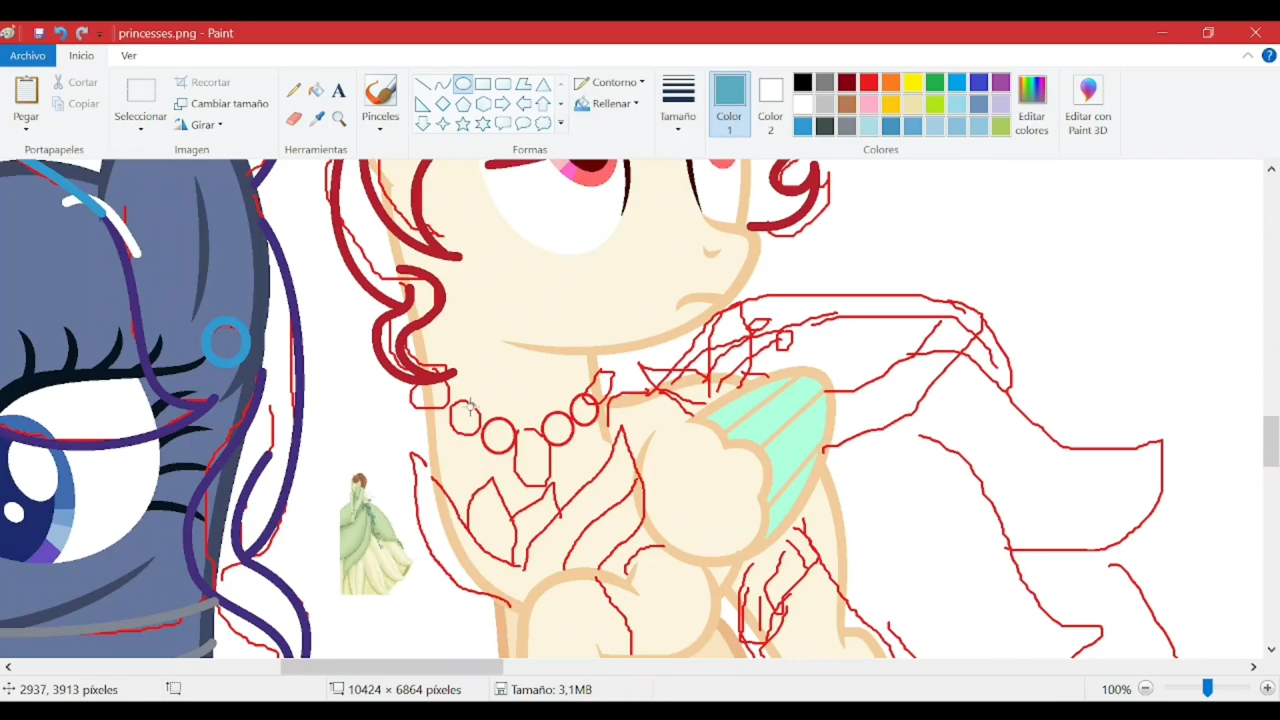 princesses.png - Paint
Archivo Inicio Ver
Pegar
Cortar
Copiar
Portapapeles
Seleccionar
Recortar
Cambiar tamaño
Girar
Imagen
A
Herramientas
Pinceles
Contorno
Rellenar
Formas
Tamaño
Color 1
Color 2
Editar colores
Colores
Editar con Paint 3D
2937, 3913 píxeles
10424 × 6864 píxeles
Tamaño: 3,1MB
100%